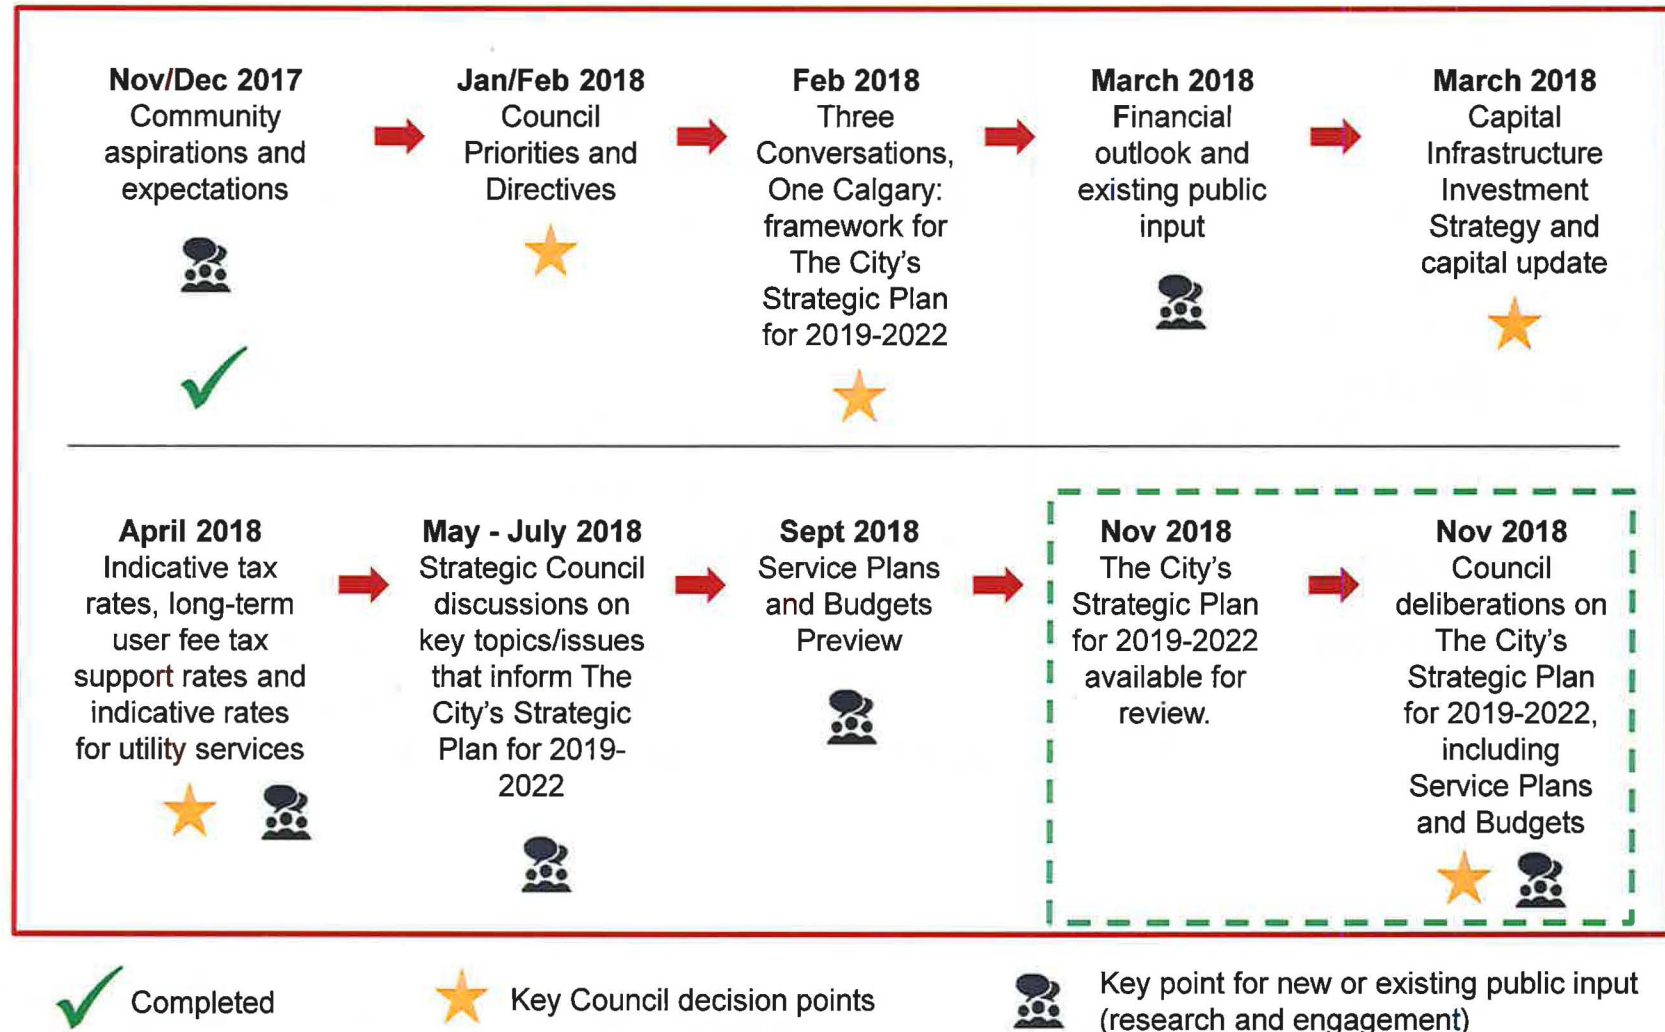 Nov/Dec 2017
Community
aspirations and
expectations
Jan/Feb 2018
Council
Priorities and
Directives
Feb 2018
Three
Conversations,
One Calgary:
framework for
The City's
Strategic Plan
for 2019-2022
March 2018
Financial
outlook and
existing public
input
March 2018
Capital
Infrastructure
Investment
Strategy and
capital update
April 2018
Indicative tax
rates, long-term
user fee tax
support rates and
indicative rates
for utility services
May - July 2018
Strategic Council
discussions on
key topics/issues
that inform The
City's Strategic
Plan for 2019-
2022
Sept 2018
Service Plans
and Budgets
Preview
Nov 2018
The City's
Strategic Plan
for 2019-2022
available for
review.
Nov 2018
Council
deliberations on
The City's
Strategic Plan
for 2019-2022,
including
Service Plans
and Budgets
Completed
Key Council decision points
Key point for new or existing public input
(research and engagement)